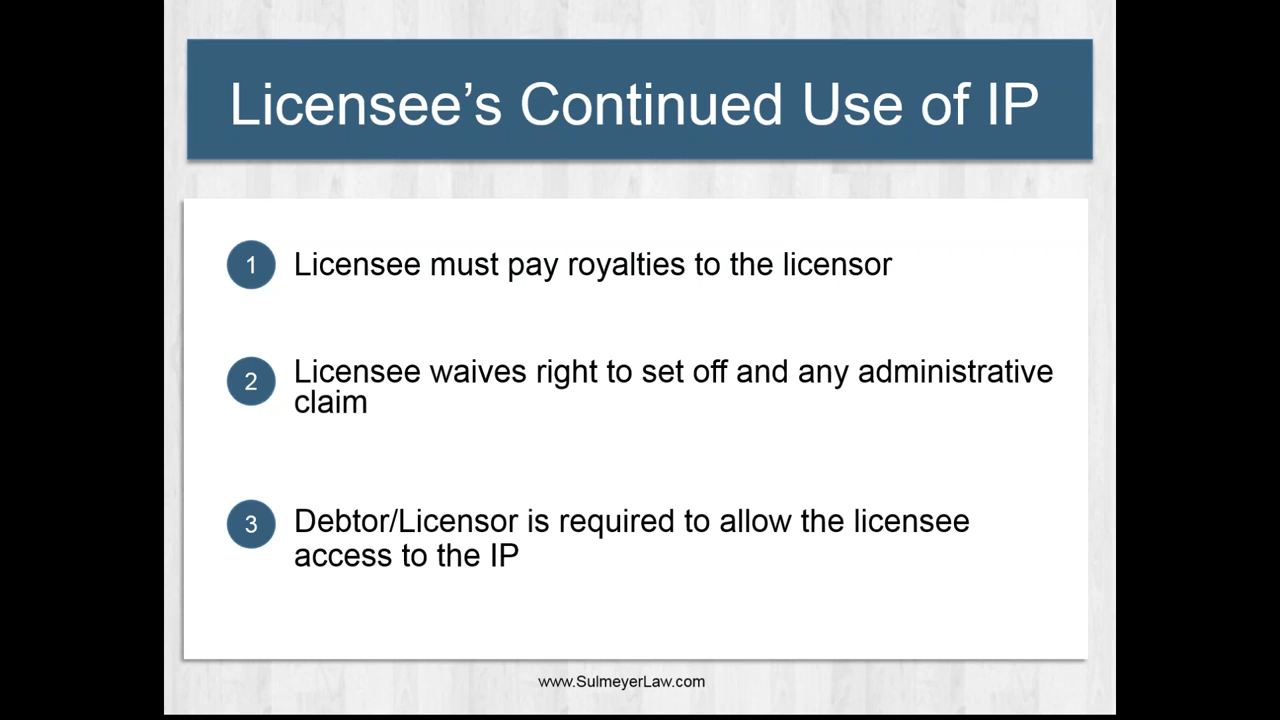 Licensee’s Continued Use of IP
1 Licensee must pay royalties to the licensor
2 Licensee waives right to set off and any administrative
claim
3 Debtor/Licensor is required to allow the licensee
access to the IP
www.SulmeyerLaw.com